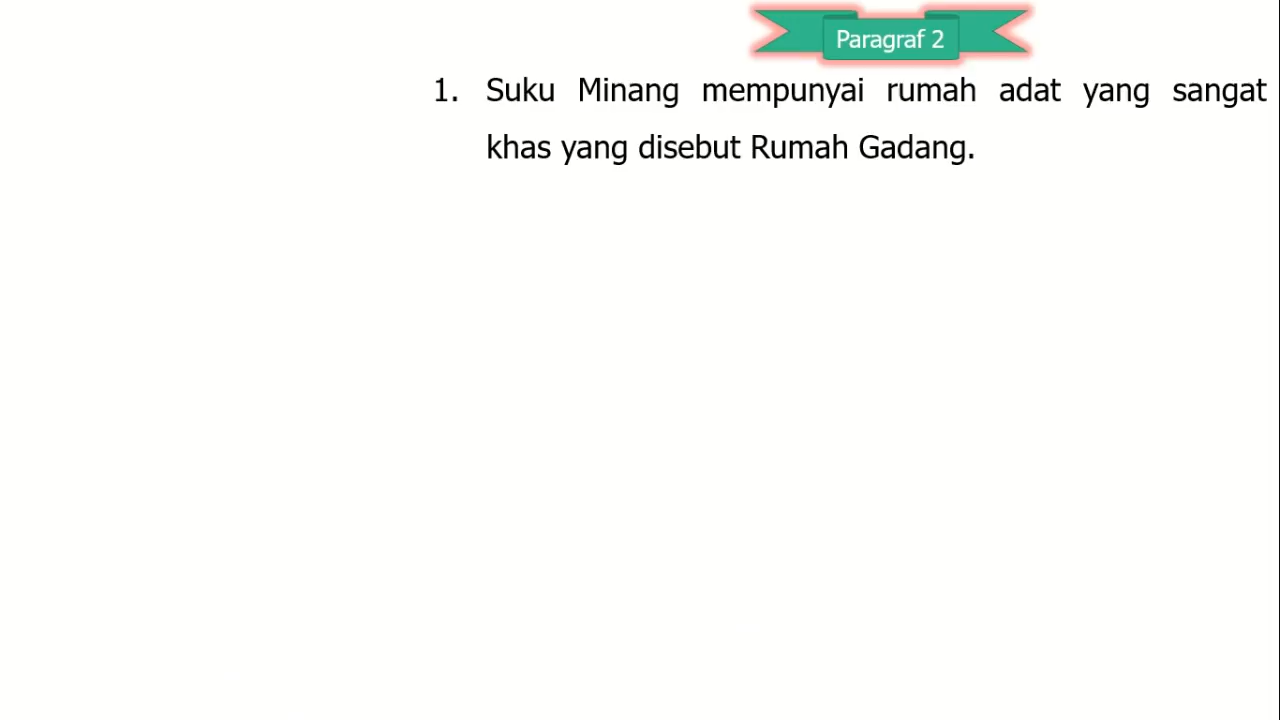 Paragraf 2
1. Suku Minang mempunyai rumah adat yang sangat
khas yang disebut Rumah Gadang.